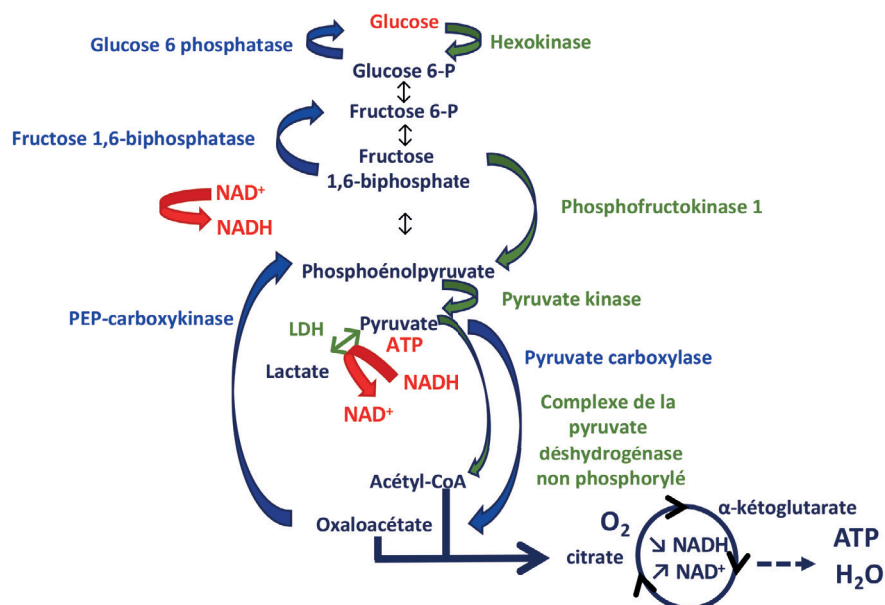 Glucose
Glucose 6 phosphatase
Hexokinase
Glucose 6-P
Fructose 6-P
Fructose 1,6-biphosphatase
Fructose
1,6-biphosphate
NAD⁺
NADH
Phosphofructokinase 1
Phosphoénolpyruvate
Pyruvate kinase
PEP-carboxykinase
LDH
Pyruvate
ATP
Pyruvate carboxylase
Lactate
NADH
NAD⁺
Complexe de la
pyruvate
déshydrogénase
non phosphorylé
Acétyl-CoA
Oxaloacétate
O₂
α-kétoglutarate
citrate
↘ NADH
↗ NAD⁺
ATP
H₂O